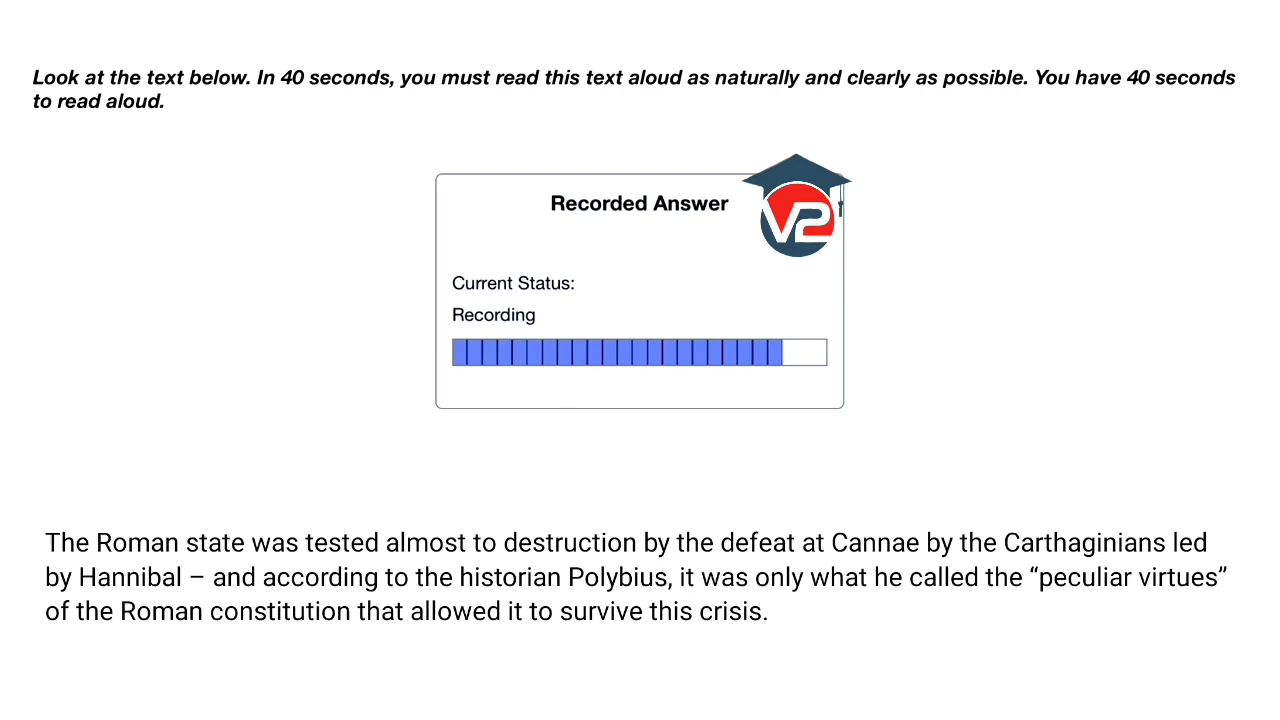 Look at the text below. In 40 seconds, you must read this text aloud as naturally and clearly as possible. You have 40 seconds
to read aloud.
Recorded Answer
V2
Current Status:
Recording
The Roman state was tested almost to destruction by the defeat at Cannae by the Carthaginians led
by Hannibal – and according to the historian Polybius, it was only what he called the “peculiar virtues”
of the Roman constitution that allowed it to survive this crisis.